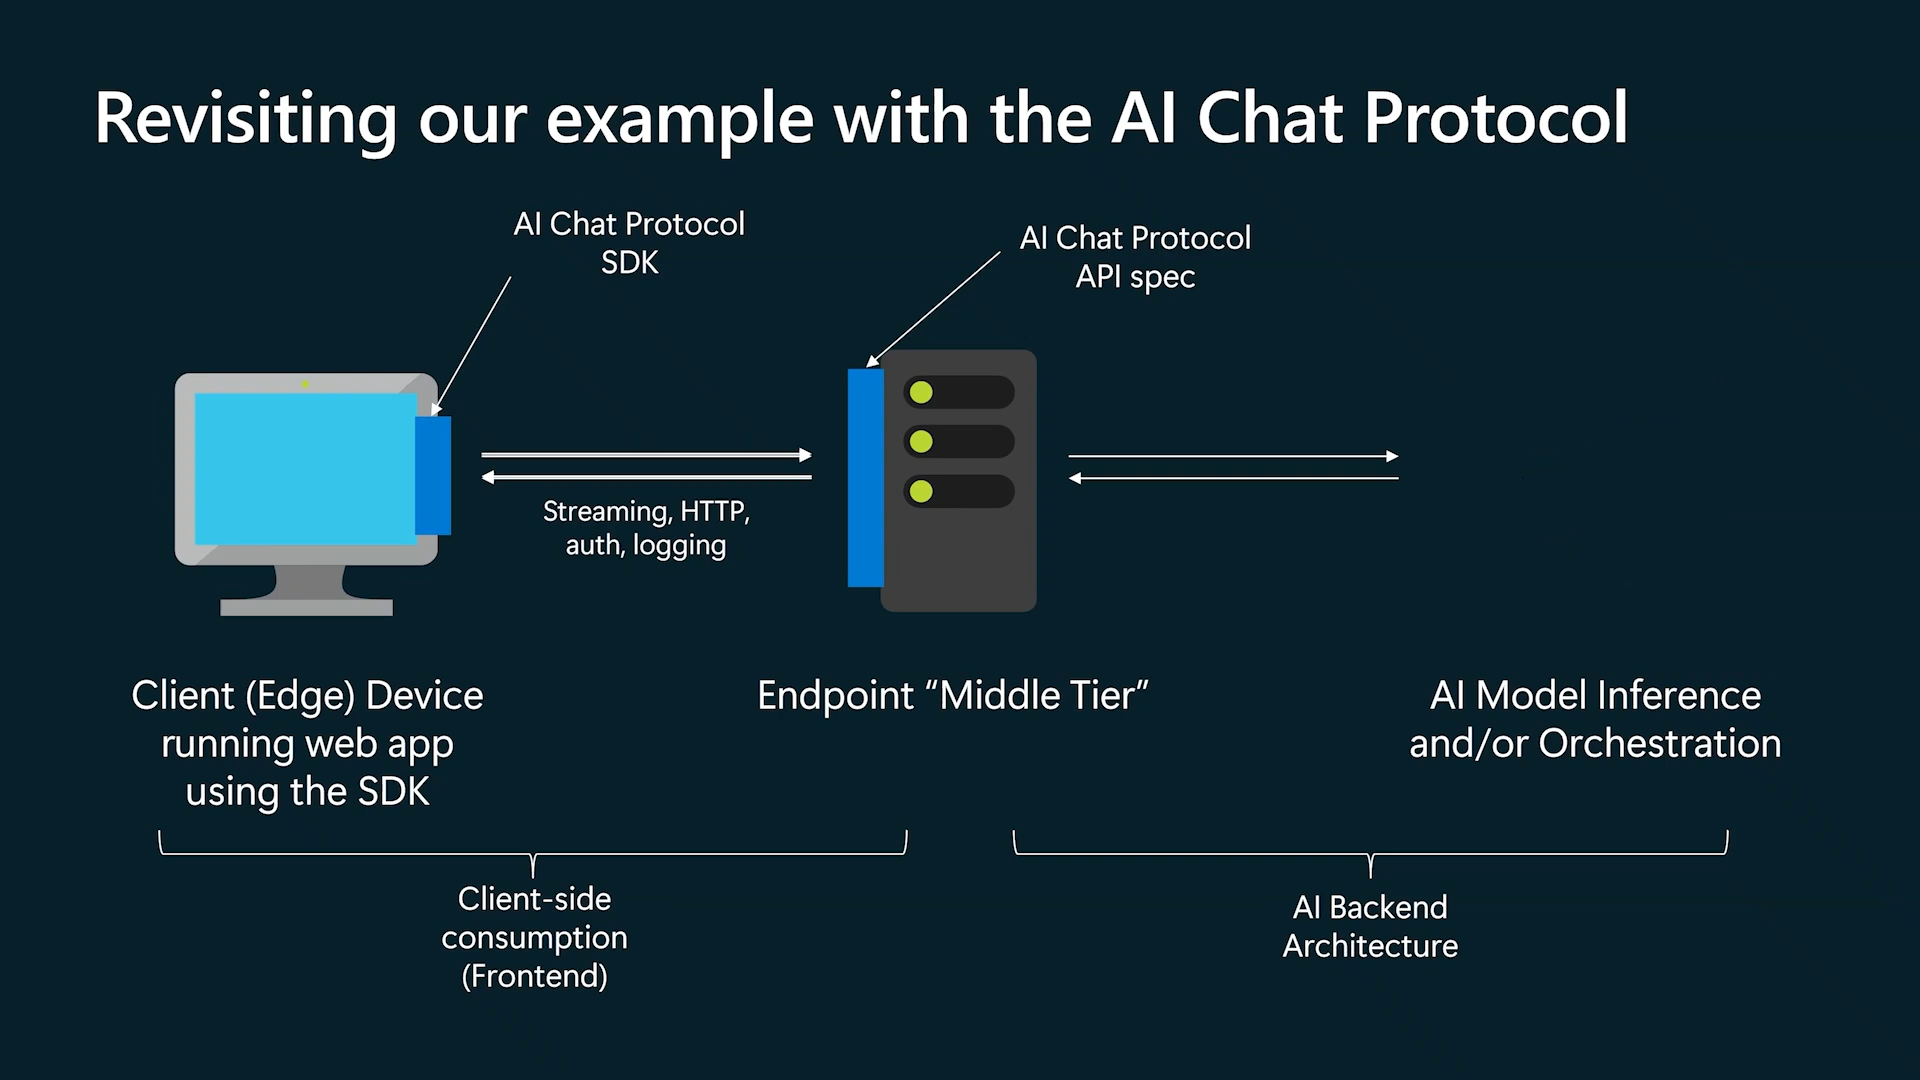 Revisiting our example with the AI Chat Protocol
AI Chat Protocol
SDK
AI Chat Protocol
API spec
Streaming, HTTP,
auth, logging
Client (Edge) Device
running web app
using the SDK
Endpoint “Middle Tier”
AI Model Inference
and/or Orchestration
Client-side
consumption
(Frontend)
AI Backend
Architecture